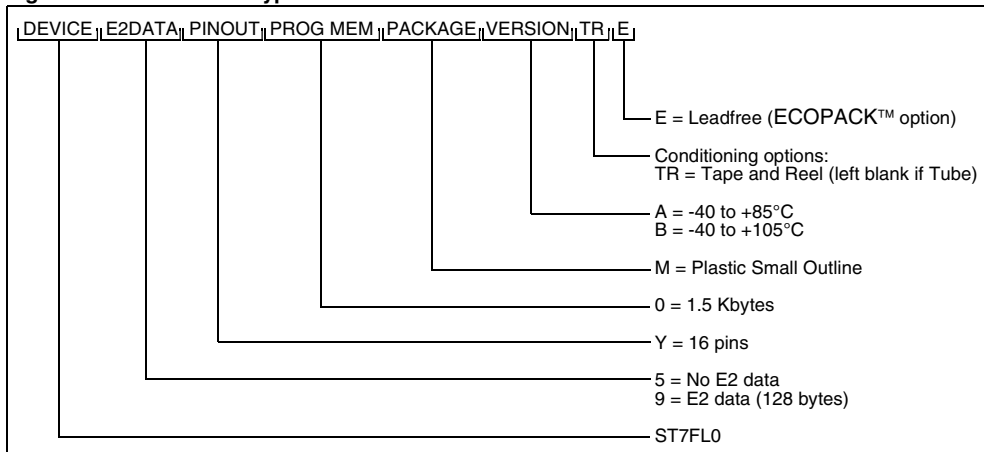 DEVICE E2DATA PINOUT PROG MEM PACKAGE VERSION TR E
E = Leadfree (ECOPACK™ option)
Conditioning options:
TR = Tape and Reel (left blank if Tube)
A = -40 to +85°C
B = -40 to +105°C
M = Plastic Small Outline
0 = 1.5 Kbytes
Y = 16 pins
5 = No E2 data
9 = E2 data (128 bytes)
ST7FL0